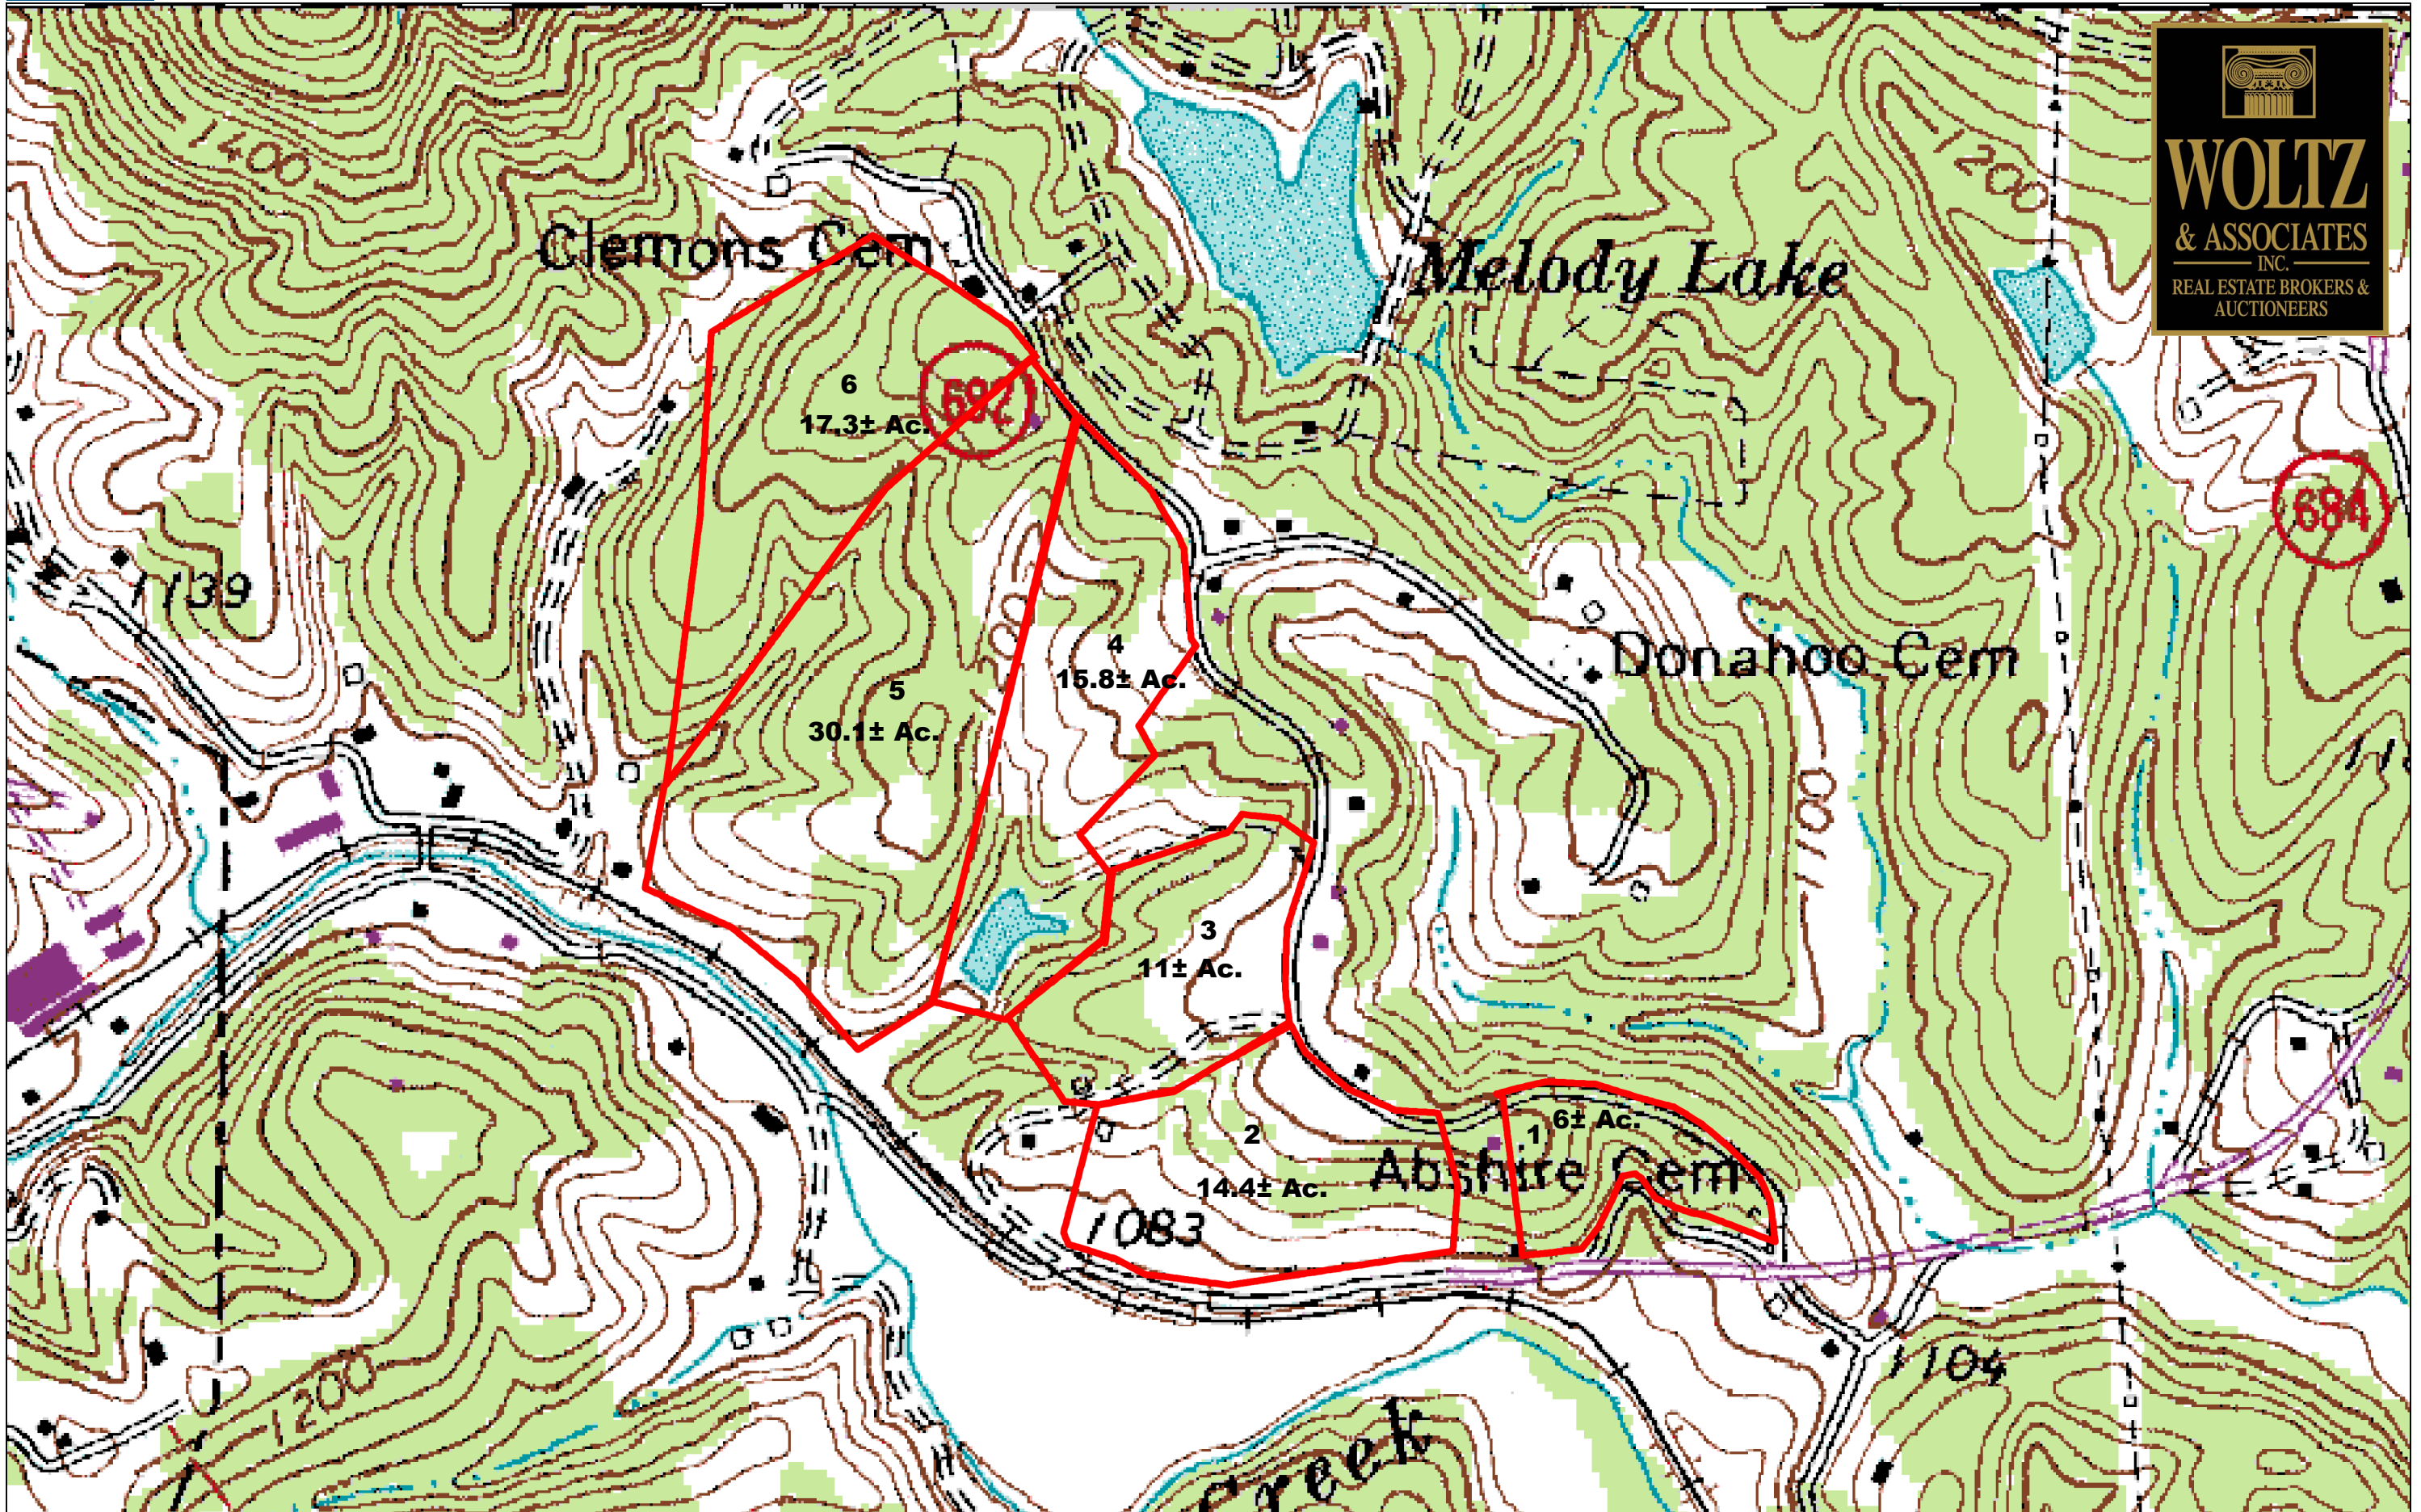 1400
1200
WOLTZ
& ASSOCIATES
INC.
REAL ESTATE BROKERS &
AUCTIONEERS
Clemons Cem
Melody Lake
6
17.3± Ac.
684
1139
4
15.8± Ac.
Donahoo Cem
5
30.1± Ac.
1100
3
11± Ac.
1
6± Ac.
2
14.4± Ac.
Abshire Cem
1083
1104
1200
Creek